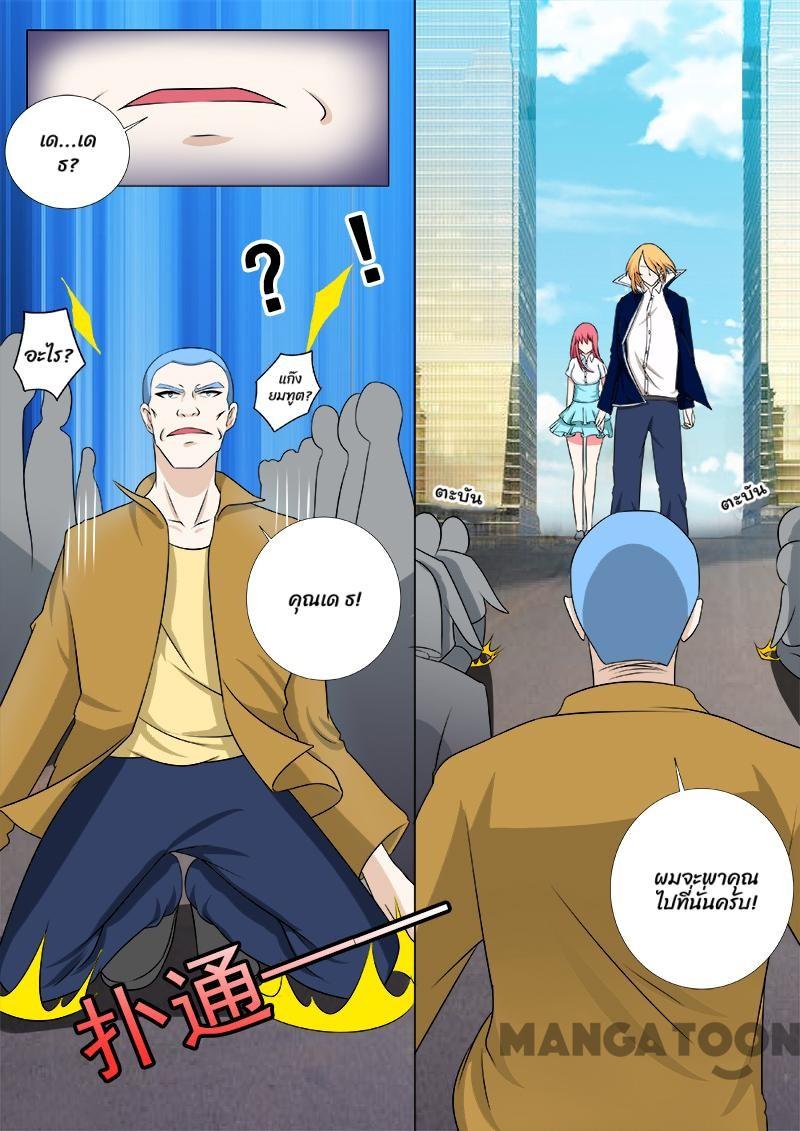 เด...เด
ธ?
?
!
อะไร?
แก๊ง
ยมฑูต?
คุณเด ธ!
扑通
ตะบัน
ตะบัน
ผมจะพาคุณ
ไปที่นั่นครับ!
MANGATOON